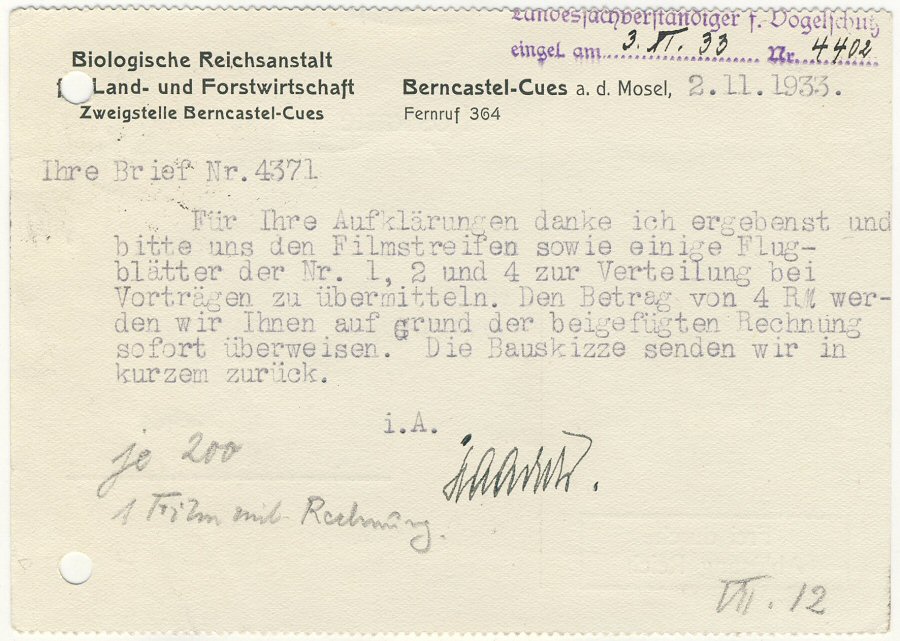 Landessachverständiger f. Vogelschutz
eingel. am 3. XI. 33 Nr. 4402
Biologische Reichsanstalt
f Land- und Forstwirtschaft
Zweigstelle Berncastel-Cues
Berncastel-Cues a. d. Mosel, 2.11.1933.
Fernruf 364
Ihre Brief Nr.4371
Für Ihre Aufklärungen danke ich ergebenst und
bitte uns den Filmstreifen sowie einige Flug-
blätter der Nr. 1, 2 und 4 zur Verteilung bei
Vorträgen zu übermitteln. Den Betrag von 4 RM wer-
den wir Ihnen auf Grund der beigefügten Rechnung
sofort überweisen. Die Bauskizze senden wir in
kurzem zurück.
i.A.
je 200
1 Film mit Rechnung.
VII. 12